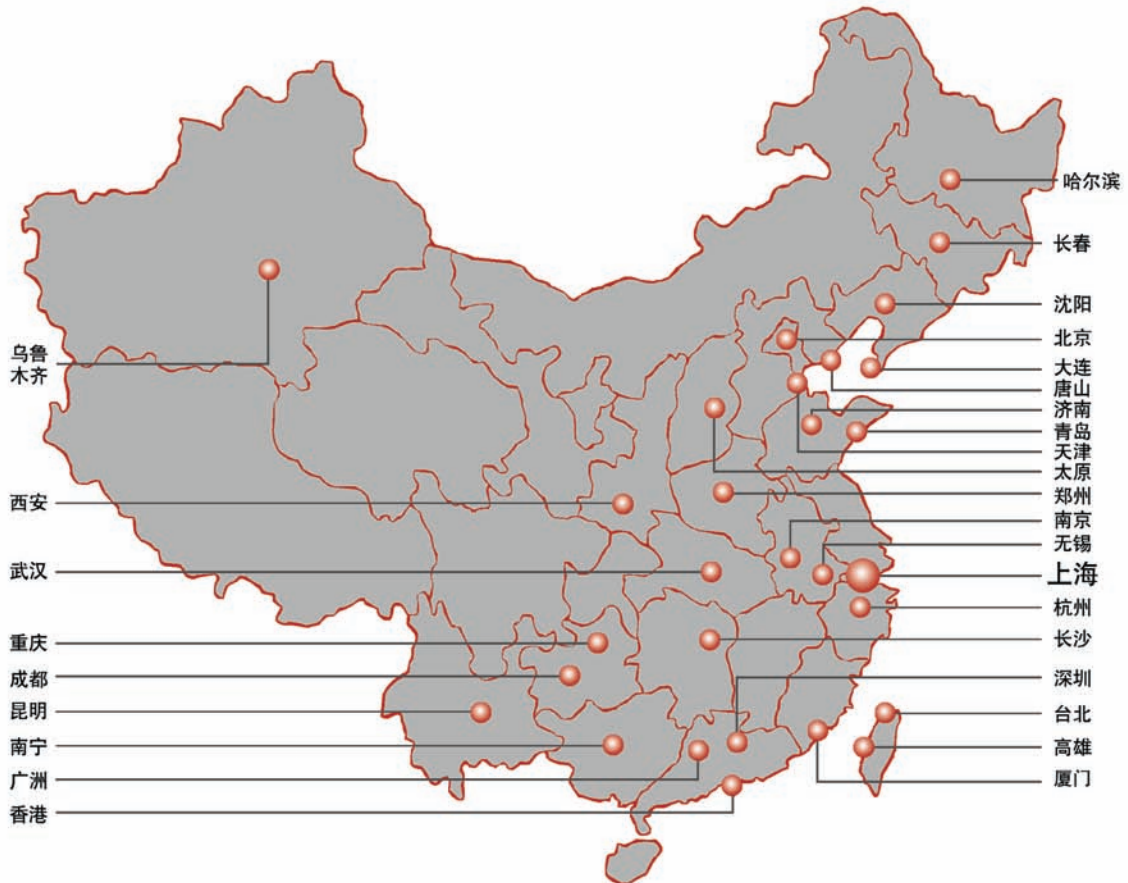 哈尔滨
长春
沈阳
北京
大连
唐山
济南
青岛
天津
太原
郑州
南京
无锡
上海
杭州
长沙
深圳
台北
高雄
厦门
乌鲁
木齐
西安
武汉
重庆
成都
昆明
南宁
广洲
香港